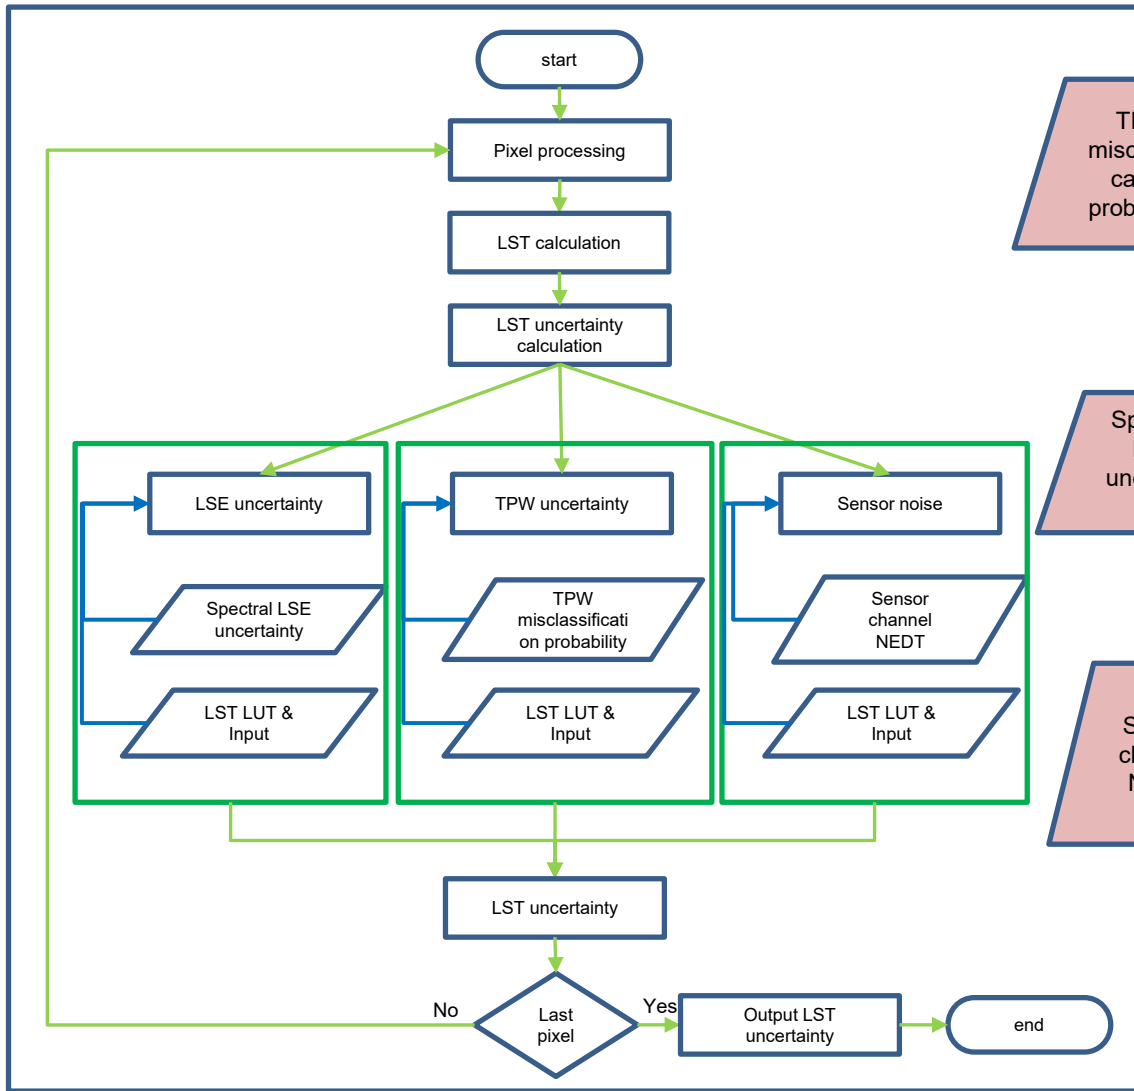 start
Pixel processing
LST calculation
LST uncertainty
calculation
LSE uncertainty
TPW uncertainty
Sensor noise
Spectral LSE
uncertainty
TPW
misclassificati
on probability
Sensor
channel
NEDT
LST LUT &
Input
LST LUT &
Input
LST LUT &
Input
LST uncertainty
No
Last
pixel
Yes
Output LST
uncertainty
end